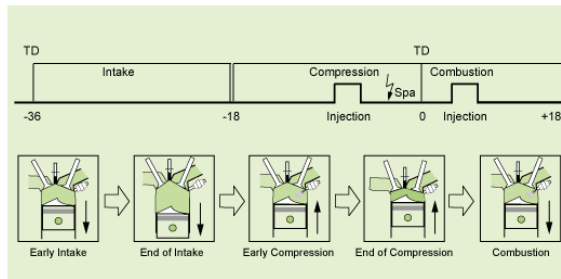 TD TD
Intake Compression Combustion
Spa
-36 -18 Injection 0 Injection +18
Early Intake End of Intake Early Compression End of Compression Combustion